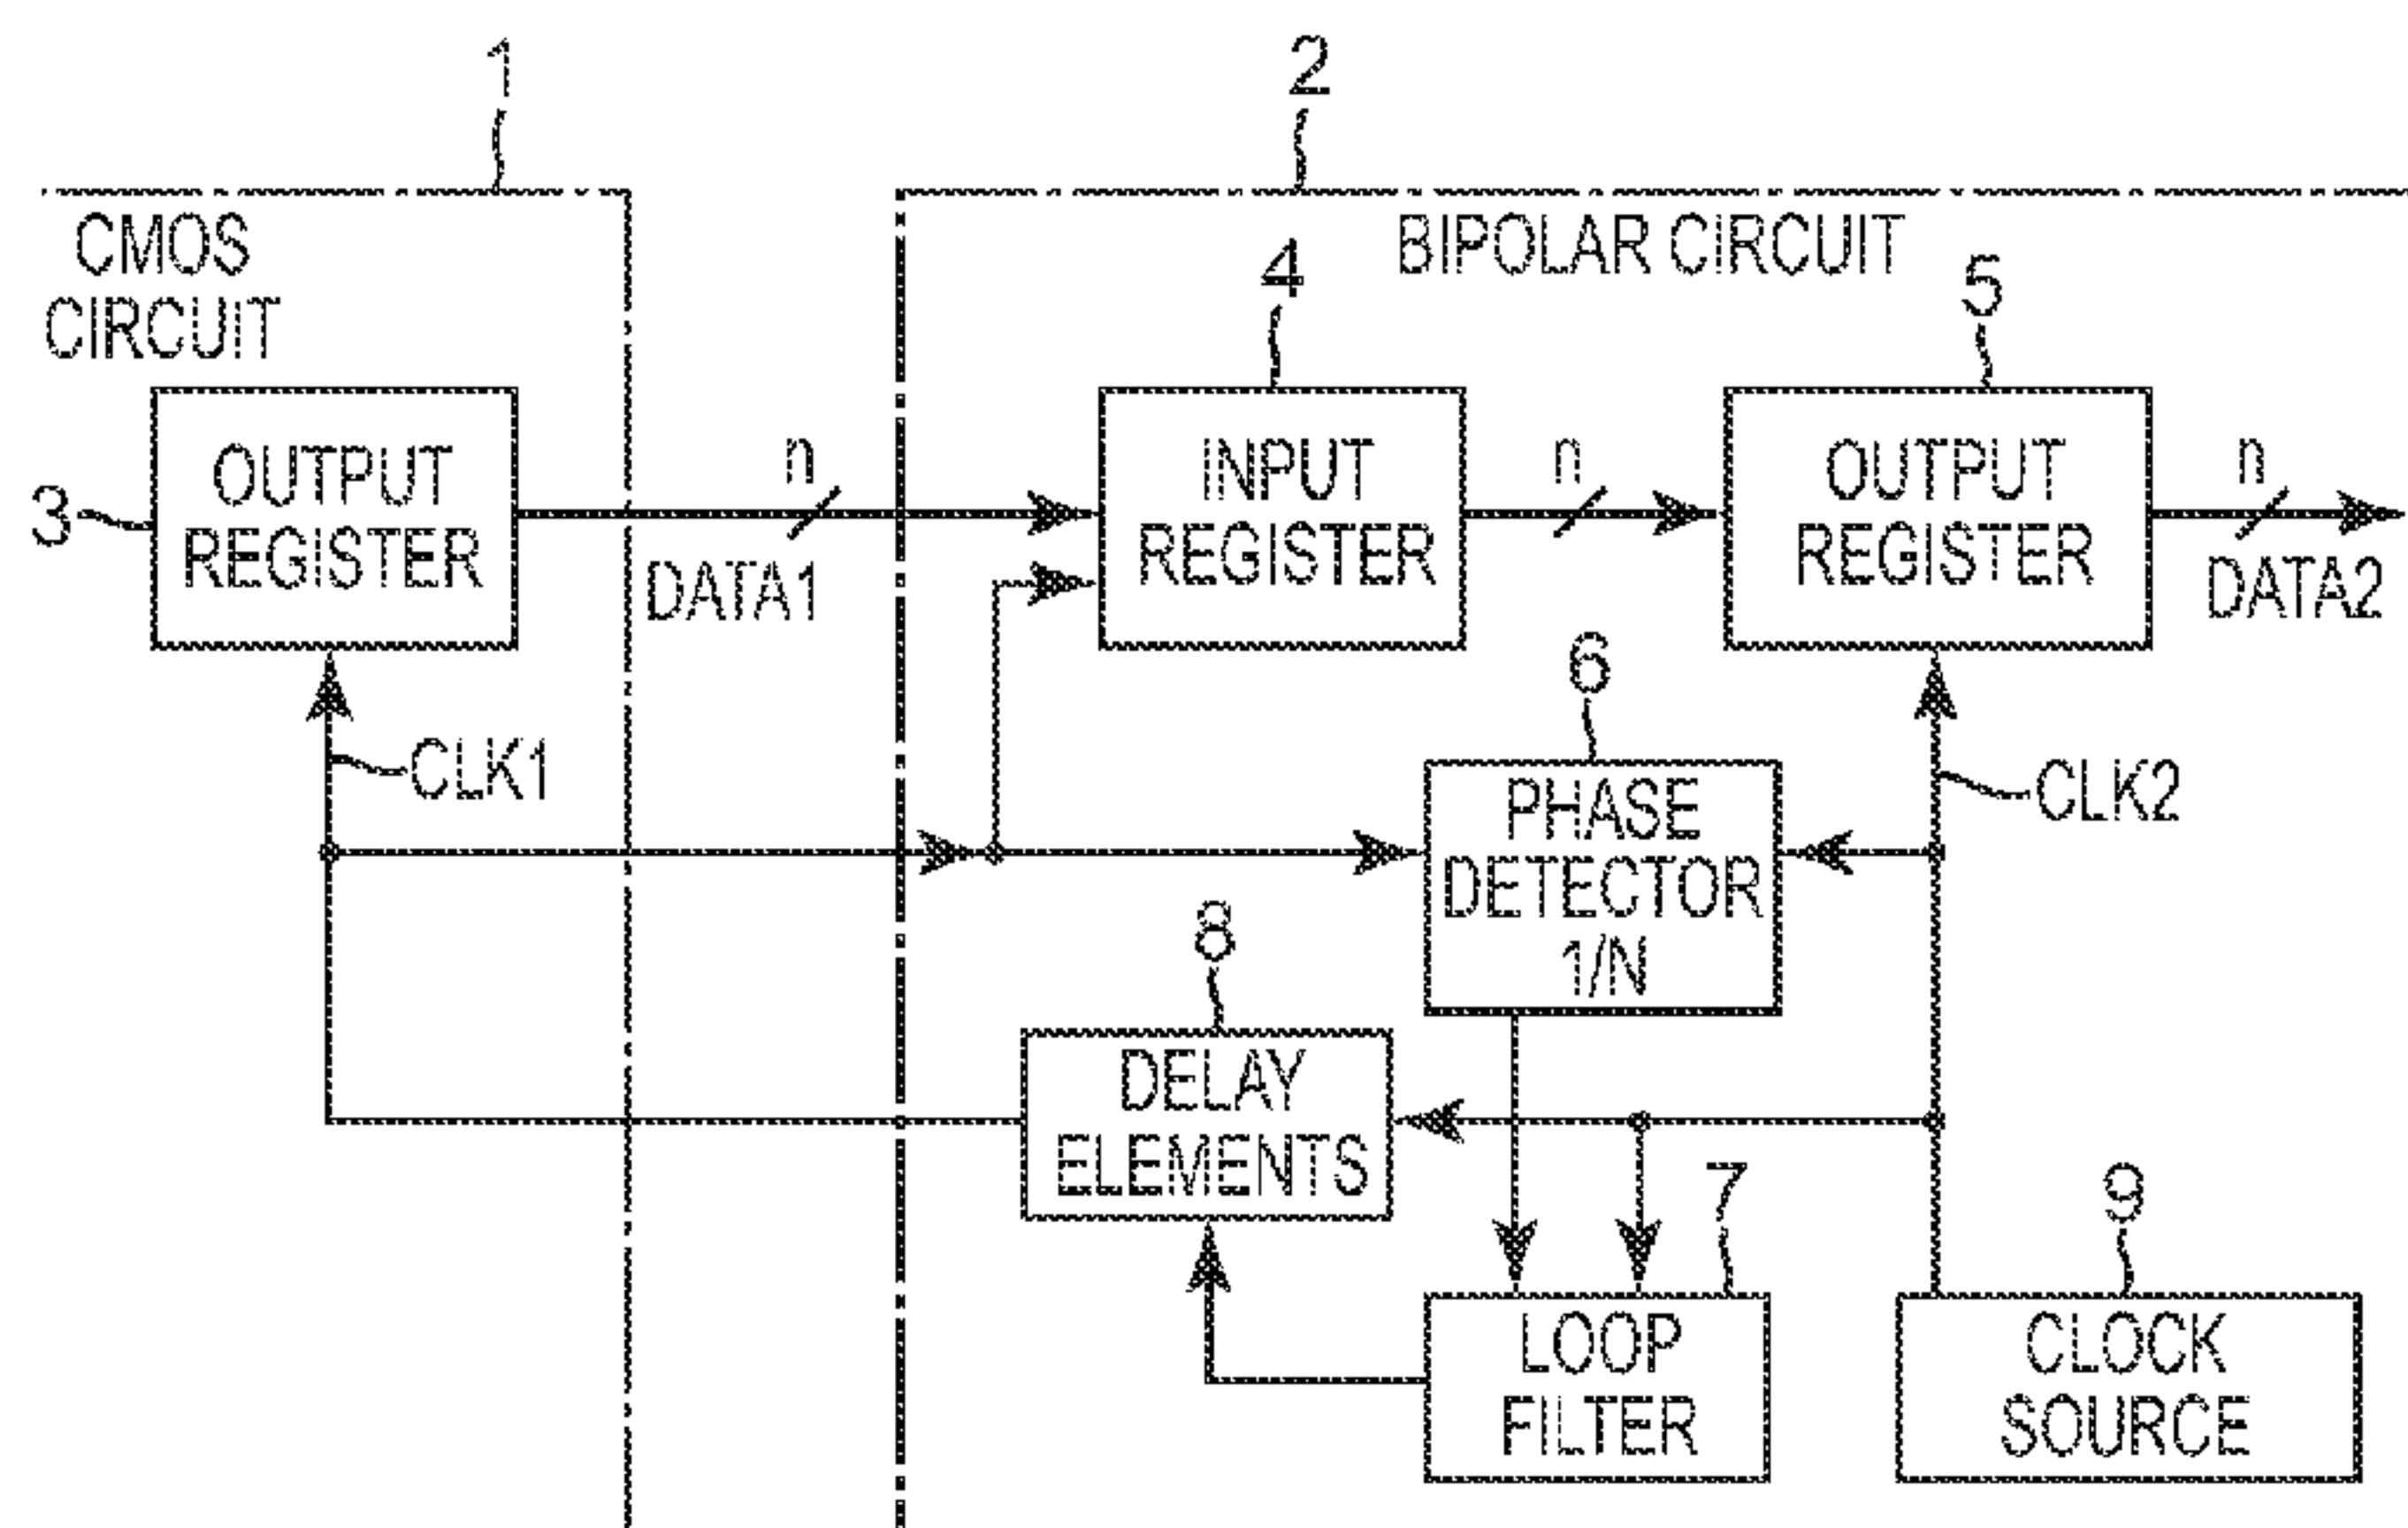 1
2
CMOS
CIRCUIT
BIPOLAR CIRCUIT
4
5
3
OUTPUT
REGISTER
n
DATA1
INPUT
REGISTER
n
OUTPUT
REGISTER
n
DATA2
CLK1
6
PHASE
DETECTOR
1/N
CLK2
8
DELAY
ELEMENTS
7
LOOP
FILTER
9
CLOCK
SOURCE